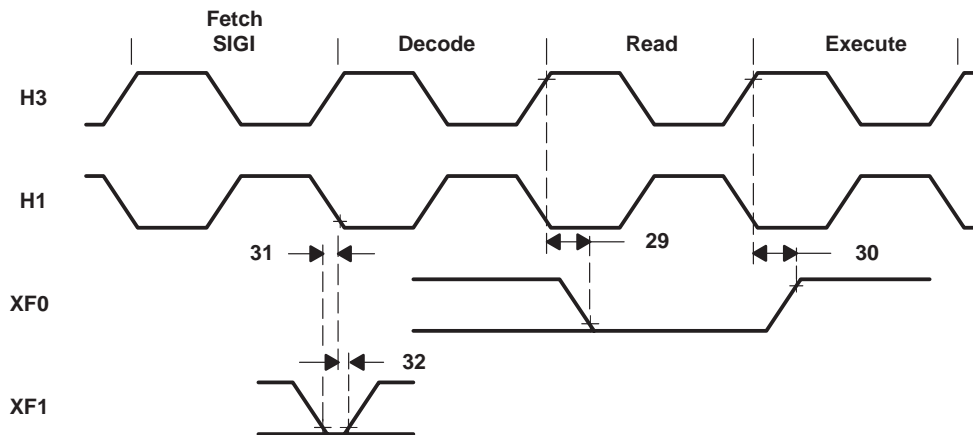 Fetch
SIGI
Decode
Read
Execute
H3
H1
31
29
30
XF0
32
XF1